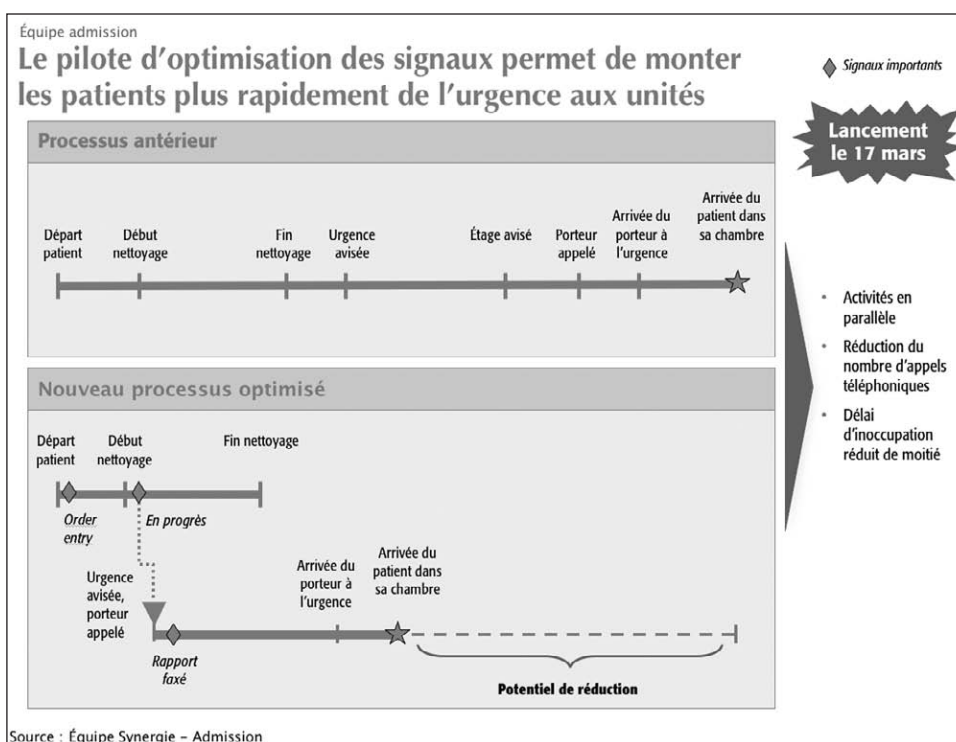 Équipe admission
Le pilote d'optimisation des signaux permet de monter
les patients plus rapidement de l'urgence aux unités
Signaux importants
Lancement
le 17 mars
Processus antérieur
Départ
patient
Début
nettoyage
Fin
nettoyage
Urgence
avisée
Étage avisé
Porteur
appelé
Arrivée du
porteur à
l'urgence
Arrivée du
patient dans
sa chambre
• Activités en
parallèle
• Réduction du
nombre d'appels
téléphoniques
• Délai
d'inoccupation
réduit de moitié
Nouveau processus optimisé
Départ
patient
Début
nettoyage
Fin nettoyage
Order
entry
En progrès
Urgence
avisée,
porteur
appelé
Rapport
faxé
Arrivée du
porteur à
l'urgence
Arrivée du
patient dans
sa chambre
Potentiel de réduction
Source : Équipe Synergie – Admission